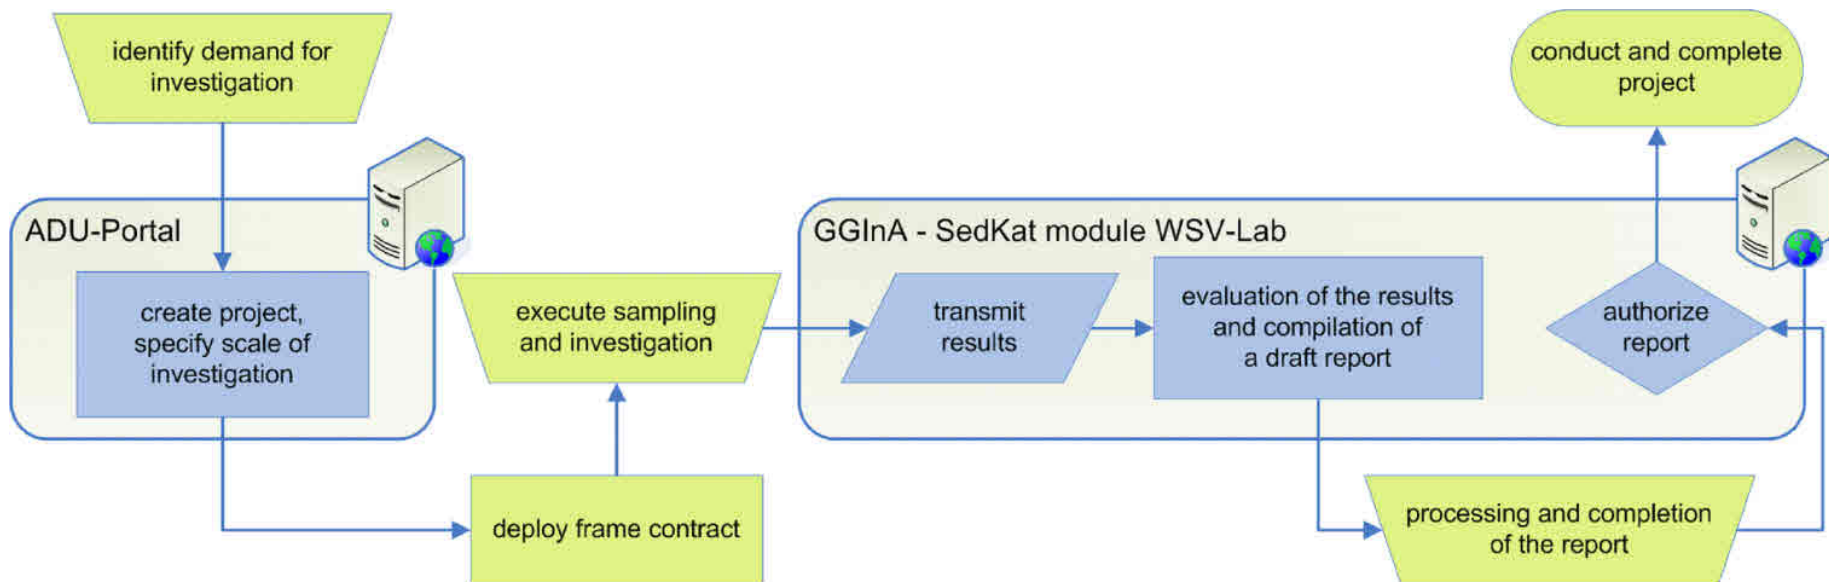 identify demand for
investigation
ADU-Portal
create project,
specify scale of
investigation
deploy frame contract
execute sampling
and investigation
GGInA - SedKat module WSV-Lab
transmit
results
evaluation of the results
and compilation of
a draft report
processing and completion
of the report
authorize
report
conduct and complete
project